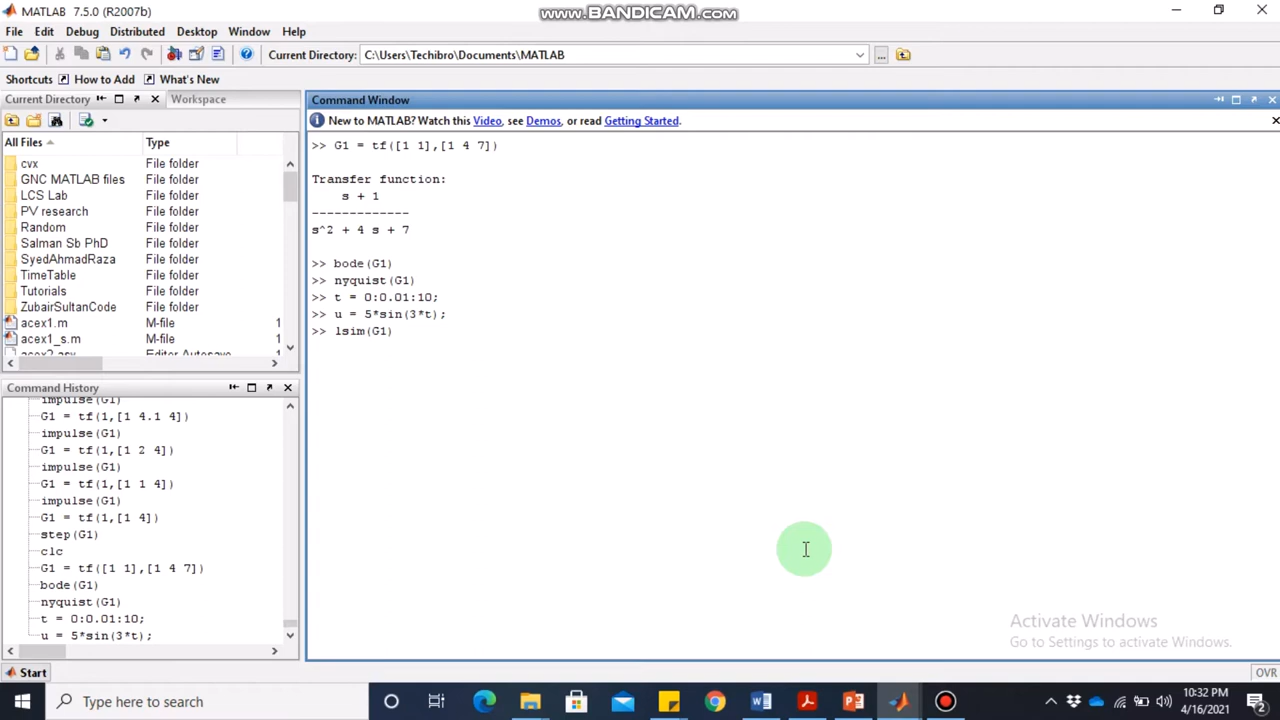 MATLAB 7.5.0 (R2007b)
www.BANDICAM.com
File Edit Debug Distributed Desktop Window Help
Current Directory: C:\Users\Techibro\Documents\MATLAB
Shortcuts How to Add What's New
Current Directory Workspace
All Files Type
cvx File folder
GNC MATLAB files File folder
LCS Lab File folder
PV research File folder
Random File folder
Salman Sb PhD File folder
SyedAhmadRaza File folder
TimeTable File folder
Tutorials File folder
ZubairSultanCode File folder
acex1.m M-file 1
acex1_s.m M-file 1
acex2.asv Editor Autosave 1
Command History
impulse(G1)
G1 = tf(1,[1 4.1 4])
impulse(G1)
G1 = tf(1,[1 2 4])
impulse(G1)
G1 = tf(1,[1 1 4])
impulse(G1)
G1 = tf(1,[1 4])
step(G1)
clc
G1 = tf([1 1],[1 4 7])
bode(G1)
nyquist(G1)
t = 0:0.01:10;
u = 5*sin(3*t);
Command Window
New to MATLAB? Watch this Video, see Demos, or read Getting Started.
>> G1 = tf([1 1],[1 4 7])
Transfer function:
s + 1
-------------
s^2 + 4 s + 7
>> bode(G1)
>> nyquist(G1)
>> t = 0:0.01:10;
>> u = 5*sin(3*t);
>> lsim(G1)
Activate Windows
Go to Settings to activate Windows.
Start
OVR
Type here to search
10:32 PM
4/16/2021
2